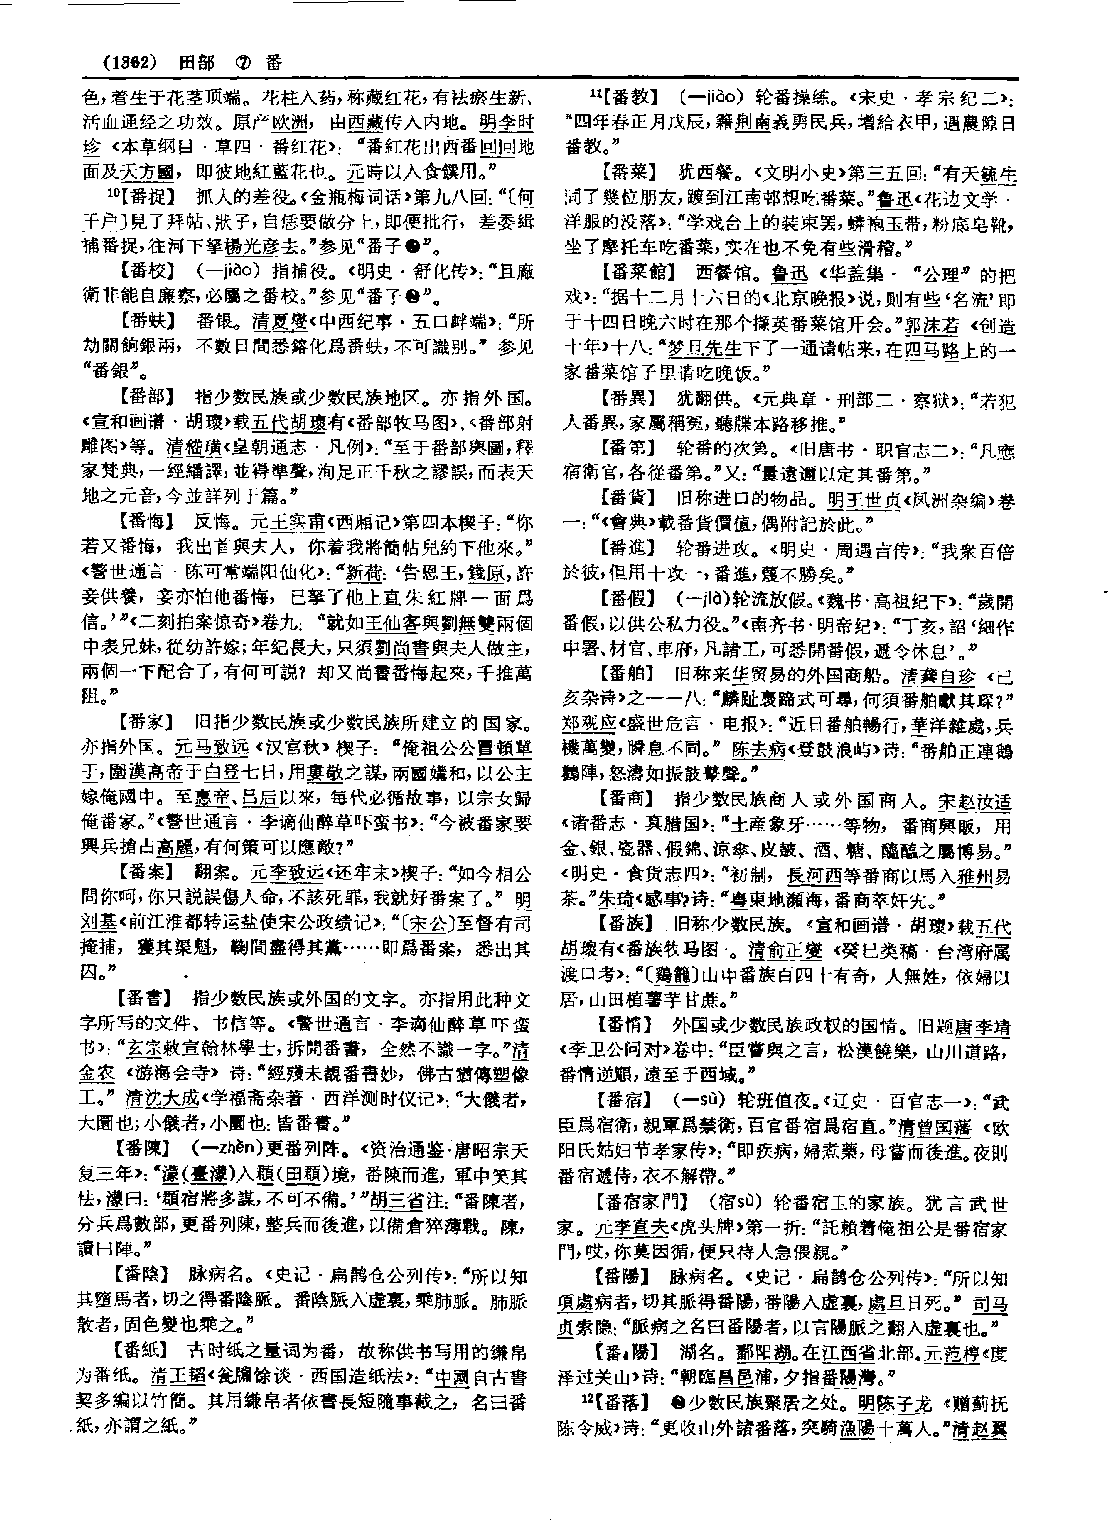 (1362) 田部 ⑦ 番
色，着生于花茎顶端。花柱入药，称藏红花，有祛瘀生新、
活血通经之功效。原产欧洲，由西藏传入内地。明李时
珍《本草纲目·草四·番红花》：“番紅花出西番回回地
面及天方國，即彼地紅藍花也。元時以入食饌用。”
10【番捉】 抓人的差役。《金瓶梅词话》第九八回：“〔何
千户〕見了拜帖、狀子，自恁要做分上，即便批行，差委緝
捕番捉，往河下拏楊光彦去。”参见“番子❷”。
【番校】（—jiào）指捕役。《明史·舒化传》：“且廠
衛非能自廉察，必屬之番校。”参见“番子❷”。
【番蚨】 番银。清夏燮《中西纪事·五口衅端》：“所
劫關餉銀兩，不數日間悉鎔化爲番蚨，不可識别。”参见
“番銀”。
【番部】 指少数民族或少数民族地区。亦指外国。
《宣和画谱·胡瓌》载五代胡瓌有《番部牧马图》、《番部射
雕图》等。清嵇璜《皇朝通志·凡例》：“至于番部輿圖，釋
家梵典，一經繙譯，並得準聲，洵足正千秋之謬誤，而表天
地之元音，今並詳列于篇。”
【番悔】 反悔。元王实甫《西厢记》第四本楔子：“你
若又番悔，我出首與夫人，你着我將簡帖兒約下他來。”
《警世通言·陈可常端阳仙化》：“新荷：‘告恩王，錢原，許
妾供養，妾亦怕他番悔，已拏了他上直朱紅牌一面爲
信。’”《二刻拍案惊奇》卷九：“就如王仙客與劉無雙兩個
中表兄妹，從幼許嫁；年紀長大，只須劉尚書與夫人做主，
兩個一下配合了，有何可説？却又尚書番悔起來，千推萬
阻。”
【番家】 旧指少数民族或少数民族所建立的国家。
亦指外国。元马致远《汉宫秋》楔子：“俺祖公公冒頓單
于，圍漢高帝于白登七日，用婁敬之謀，兩國講和，以公主
嫁俺國中。至惠帝、吕后以來，每代必循故事，以宗女歸
俺番家。”《警世通言·李谪仙醉草吓蛮书》：“今被番家要
興兵搶占高麗，有何策可以應敵？”
【番案】 翻案。元李致远《还牢末》楔子：“如今相公
問你呵，你只説誤傷人命，不該死罪，我就好番案了。”明
刘基《前江淮都转运盐使宋公政绩记》：“〔宋公〕至督有司
掩捕，獲其渠魁，鞫間盡得其黨……即爲番案，悉出其
囚。”
【番書】 指少数民族或外国的文字。亦指用此种文
字所写的文件、书信等。《警世通言·李谪仙醉草吓蛮
书》：“玄宗敕宣翰林學士，拆開番書，全然不識一字。”清
金农《游海会寺》诗：“經殘未覩番書妙，佛古猶傳塑像
工。”清沈大成《学福斋杂著·西洋测时仪记》：“大儀者，
大圜也；小儀者，小圜也；皆番書。”
【番陳】（—zhèn）更番列阵。《资治通鉴·唐昭宗天
复三年》：“濛（臺濛）入頵（田頵）境，番陳而進，軍中笑其
怯，濛曰：‘頵宿將多謀，不可不備。’”胡三省注：“番陳者，
分兵爲數部，更番列陳，整兵而後進，以備倉猝薄戰。陳，
讀曰陣。”
【番陰】 脉病名。《史记·扁鹊仓公列传》：“所以知
其墮馬者，切之得番陰脈。番陰脈入虚裏，乘肺脈。肺脈
散者，固色變也乘之。”
【番紙】 古时纸之量词为番，故称供书写用的缣帛
为番纸。清王韬《瓮牖馀谈·西国造纸法》：“中國自古書
契多編以竹簡。其用縑帛者依書長短隨事截之，名曰番
紙，亦謂之紙。”
11【番教】（—jiào）轮番操练。《宋史·孝宗纪二》：
“四年春正月戊辰，籍荆南義勇民兵，增給衣甲，遇農隙日
番教。”
【番菜】 犹西餐。《文明小史》第三五回：“有天毓生
同了幾位朋友，踱到江南邨想吃番菜。”鲁迅《花边文学·
洋服的没落》：“学戏台上的装束罢，蟒袍玉带，粉底皂靴，
坐了摩托车吃番菜，实在也不免有些滑稽。”
【番菜館】 西餐馆。鲁迅《华盖集·“公理”的把
戏》：“据十二月十六日的《北京晚报》说，则有些‘名流’即
于十四日晚六时在那个撷英番菜馆开会。”郭沫若《创造
十年》十八：“梦旦先生下了一通请帖来，在四马路上的一
家番菜馆子里请吃晚饭。”
【番異】 犹翻供。《元典章·刑部二·察狱》：“若犯
人番異，家屬稱冤，聽牒本路移推。”
【番第】 轮番的次第。《旧唐书·职官志二》：“凡應
宿衛官，各從番第。”又：“量遠邇以定其番第。”
【番貨】 旧称进口的物品。明王世贞《凤洲杂编》卷
一：“《會典》載番貨價值，偶附記於此。”
【番進】 轮番进攻。《明史·周遇吉传》：“我衆百倍
於彼，但用十攻一，番進，蔑不勝矣。”
【番假】（—jià）轮流放假。《魏书·高祖纪下》：“歲開
番假，以供公私力役。”《南齐书·明帝纪》：“丁亥，詔‘細作
中署、材官、車府，凡諸工，可悉開番假，遞令休息’。”
【番舶】 旧称来华贸易的外国商船。清龚自珍《己
亥杂诗》之一一八：“麟趾褭蹄式可尋，何須番舶獻其琛？”
郑观应《盛世危言·电报》：“近日番舶暢行，華洋雜處，兵
機萬變，瞬息不同。”陈去病《登鼓浪屿》诗：“番舶正連鵝
鸛陣，怒濤如振鼓鼙聲。”
【番商】 指少数民族商人或外国商人。宋赵汝适
《诸番志·真腊国》：“土産象牙……等物，番商興販，用
金、銀、瓷器、假錦、凉傘、皮鼓、酒、糖、醯醢之屬博易。”
《明史·食货志四》：“初制，長河西等番商以馬入雅州易
茶。”朱琦《感事》诗：“粤東地瀕海，番商萃奸宄。”
【番族】 旧称少数民族。《宣和画谱·胡瓌》载五代
胡瓌有《番族牧马图》。清俞正燮《癸巳类稿·台湾府属
渡口考》：“〔鷄籠〕山中番族百四十有奇，人無姓，依婦以
居，山田植薯芋甘蔗。”
【番情】 外国或少数民族政权的国情。旧题唐李靖
《李卫公问对》卷中：“臣嘗與之言，松漠饒樂，山川道路，
番情逆順，遠至于西域。”
【番宿】（—sù）轮班值夜。《辽史·百官志一》：“武
臣爲宿衛，親軍爲禁衛，百官番宿爲宿直。”清曾国藩《欧
阳氏姑妇节孝家传》：“即疾病，婦煮藥，母嘗而後進。夜則
番宿遞侍，衣不解帶。”
【番宿家門】（宿sù）轮番宿卫的家族。犹言武世
家。元李直夫《虎头牌》第一折：“託賴着俺祖公是番宿家
門，哎，你莫因循，便只待人急偎親。”
【番陽】 脉病名。《史记·扁鹊仓公列传》：“所以知
項處病者，切其脈得番陽，番陽入虚裏，處旦日死。”司马
贞索隐：“脈病之名曰番陽者，以言陽脈之翻入虚裏也。”
【番陽】 湖名。鄱阳湖。在江西省北部。元范梈《度
泽过关山》诗：“朝臨昌邑浦，夕指番陽灣。”
12【番落】 ❶少数民族聚居之处。明陈子龙《赠蓟抚
陈令威》诗：“更收山外諸番落，突騎漁陽十萬人。”清赵翼